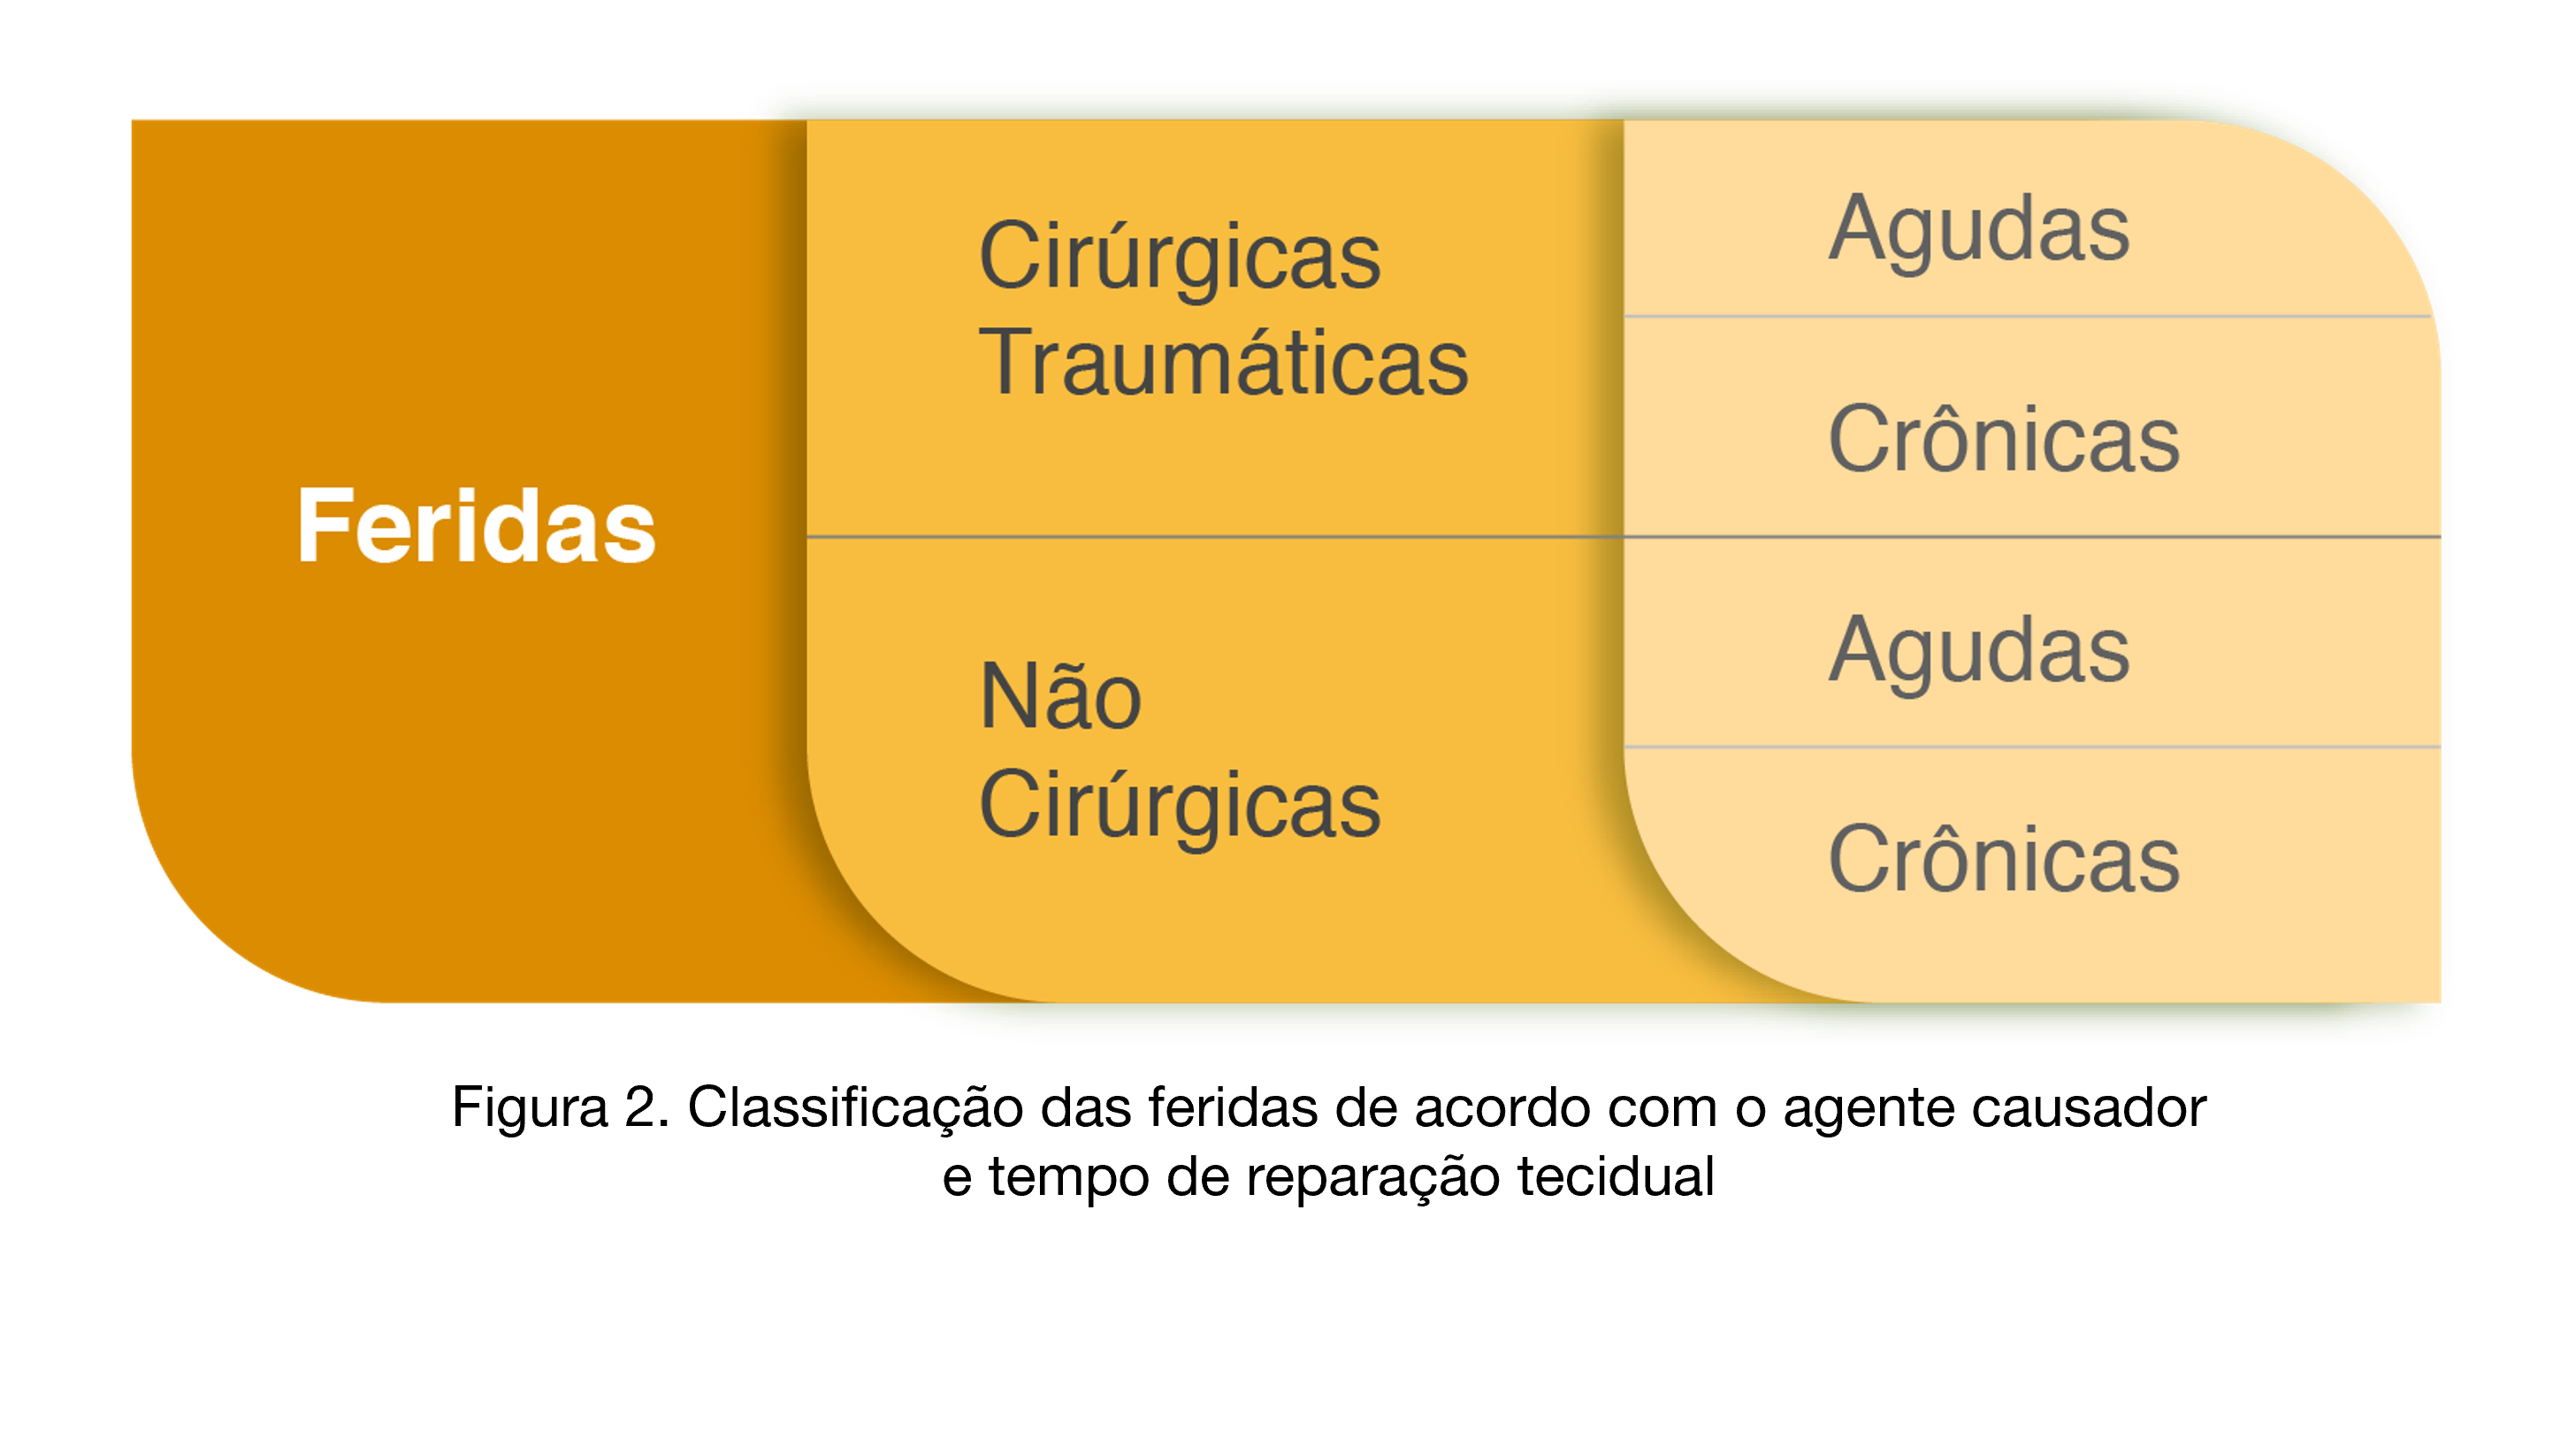 Feridas
Cirúrgicas
Traumáticas
Não
Cirúrgicas
Agudas
Crônicas
Agudas
Crônicas
Figura 2. Classificação das feridas de acordo com o agente causador
e tempo de reparação tecidual